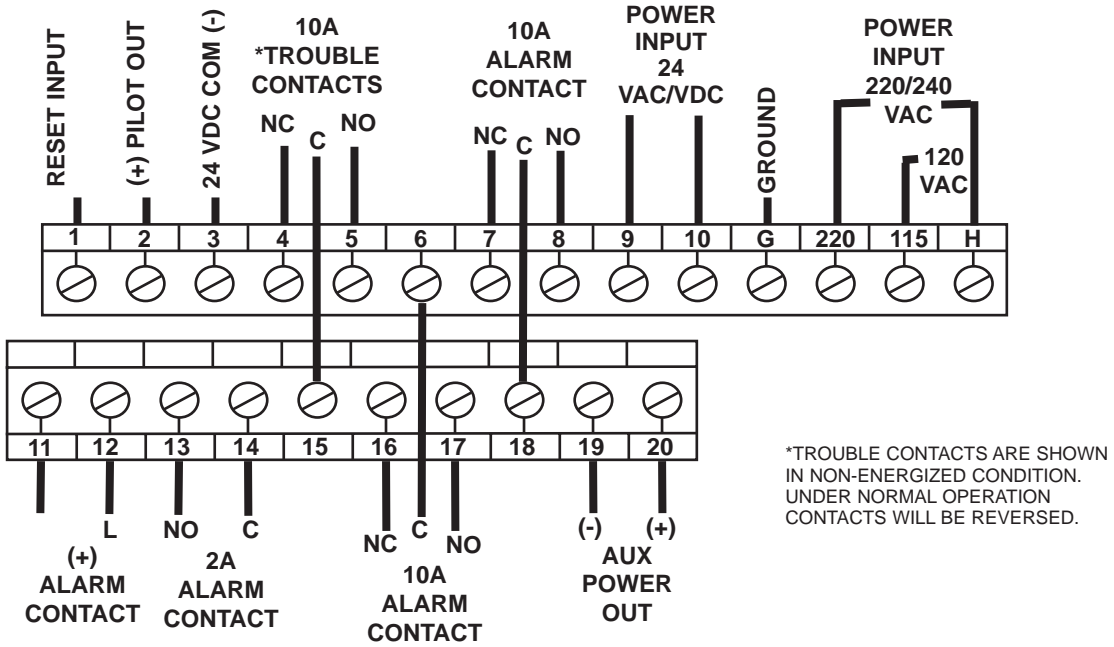 RESET INPUT
(+) PILOT OUT
24 VDC COM (-)
10A
*TROUBLE
CONTACTS
NC
C
NO
10A
ALARM
CONTACT
NC
C
NO
POWER
INPUT
24
VAC/VDC
GROUND
POWER
INPUT
220/240
VAC
120
VAC
1 2 3 4 5 6 7 8 9 10 G 220 115 H
11 12 13 14 15 16 17 18 19 20
L
(+)
ALARM
CONTACT
NO
C
2A
ALARM
CONTACT
NC
C
NO
10A
ALARM
CONTACT
(-)
(+)
AUX
POWER
OUT
*TROUBLE CONTACTS ARE SHOWN
IN NON-ENERGIZED CONDITION.
UNDER NORMAL OPERATION
CONTACTS WILL BE REVERSED.